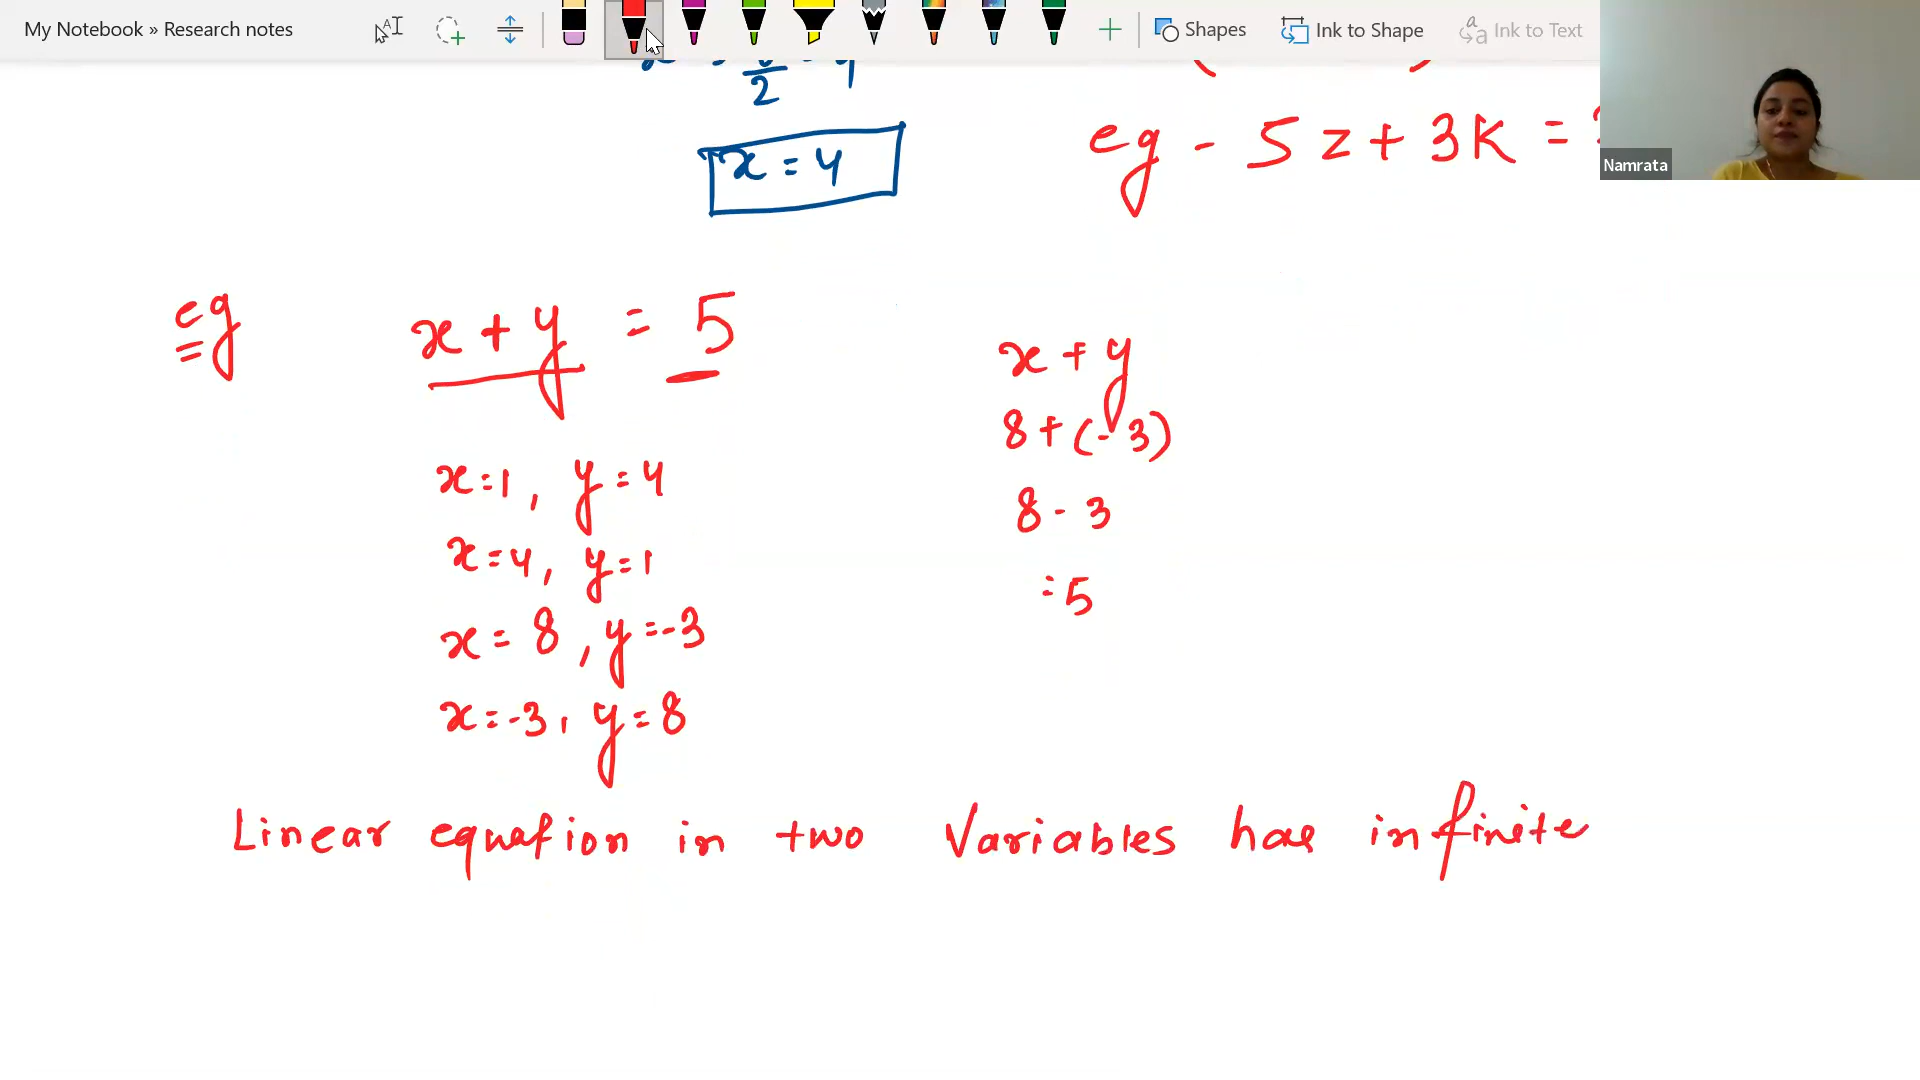 My Notebook » Research notes
Shapes
Ink to Shape
Ink to Text
Namrata
2
x = 4
eg - 5z + 3K =
eg x + y = 5
x + y
8 + (-3)
8 - 3
= 5
x = 1, y = 4
x = 4, y = 1
x = 8, y = -3
x = -3, y = 8
Linear equation in two Variables has infinite